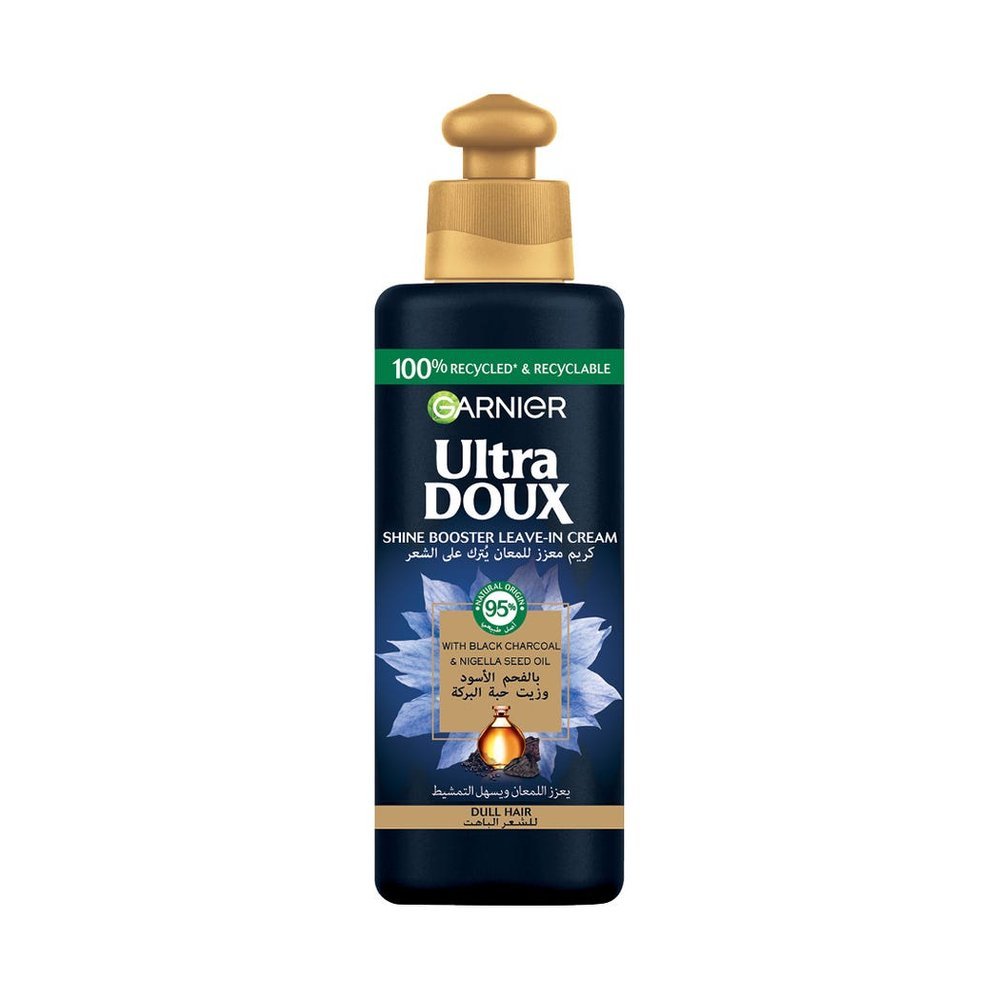 100% RECYCLED* & RECYCLABLE
GARNIER
Ultra
DOUX
SHINE BOOSTER LEAVE-IN CREAM
كريم معزز للمعان يُترك على الشعر
NATURAL ORIGIN
95%
أصل طبيعي
WITH BLACK CHARCOAL
& NIGELLA SEED OIL
بالفحم الأسود
وزيت حبة البركة
يعزز اللمعان ويسهل التمشيط
DULL HAIR
للشعر الباهت